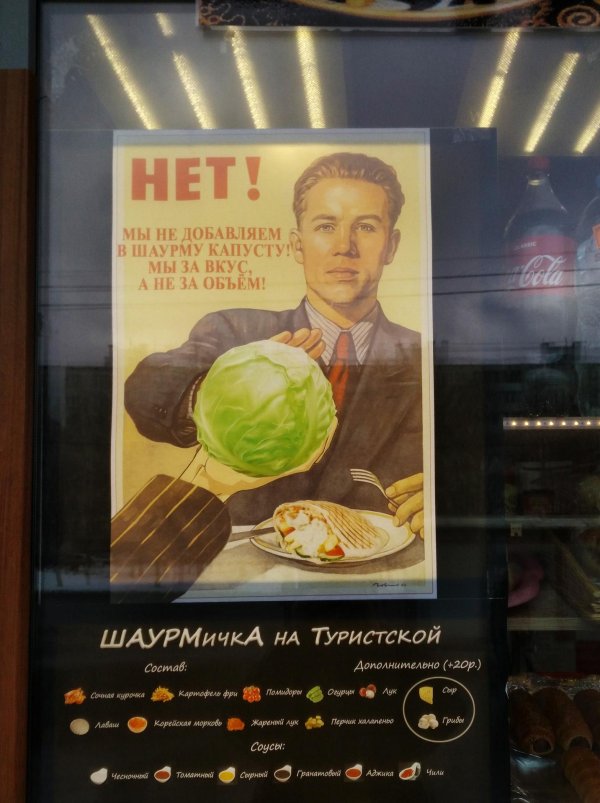 НЕТ!
МЫ НЕ ДОБАВЛЯЕМ
В ШАУРМУ КАПУСТУ!
МЫ ЗА ВКУС,
А НЕ ЗА ОБЪЁМ!
Coca-Cola
ШАУРМичкА на Туристской
Состав:
Дополнительно (+20р.)
Сочная курочка Картофель фри Помидоры Огурцы Лук Сыр
Лаваш Корейская морковь Жареный лук Перчик халапеньо Грибы
Соусы:
Чесночный Томатный Сырный Гранатовый Аджика Чили